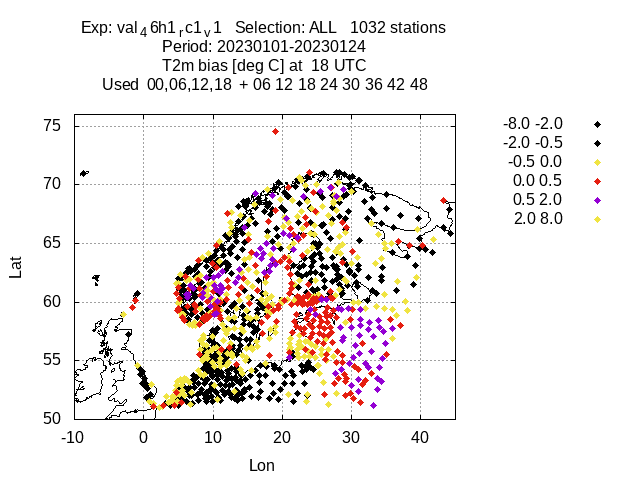 Exp: val₄6h1ᵣc1ᵥ1 Selection: ALL 1032 stations
Period: 20230101-20230124
T2m bias [deg C] at 18 UTC
Used 00,06,12,18 + 06 12 18 24 30 36 42 48
-8.0 -2.0
-2.0 -0.5
-0.5 0.0
0.0 0.5
0.5 2.0
2.0 8.0
75
70
65
60
55
50
Lat
-10 0 10 20 30 40
Lon